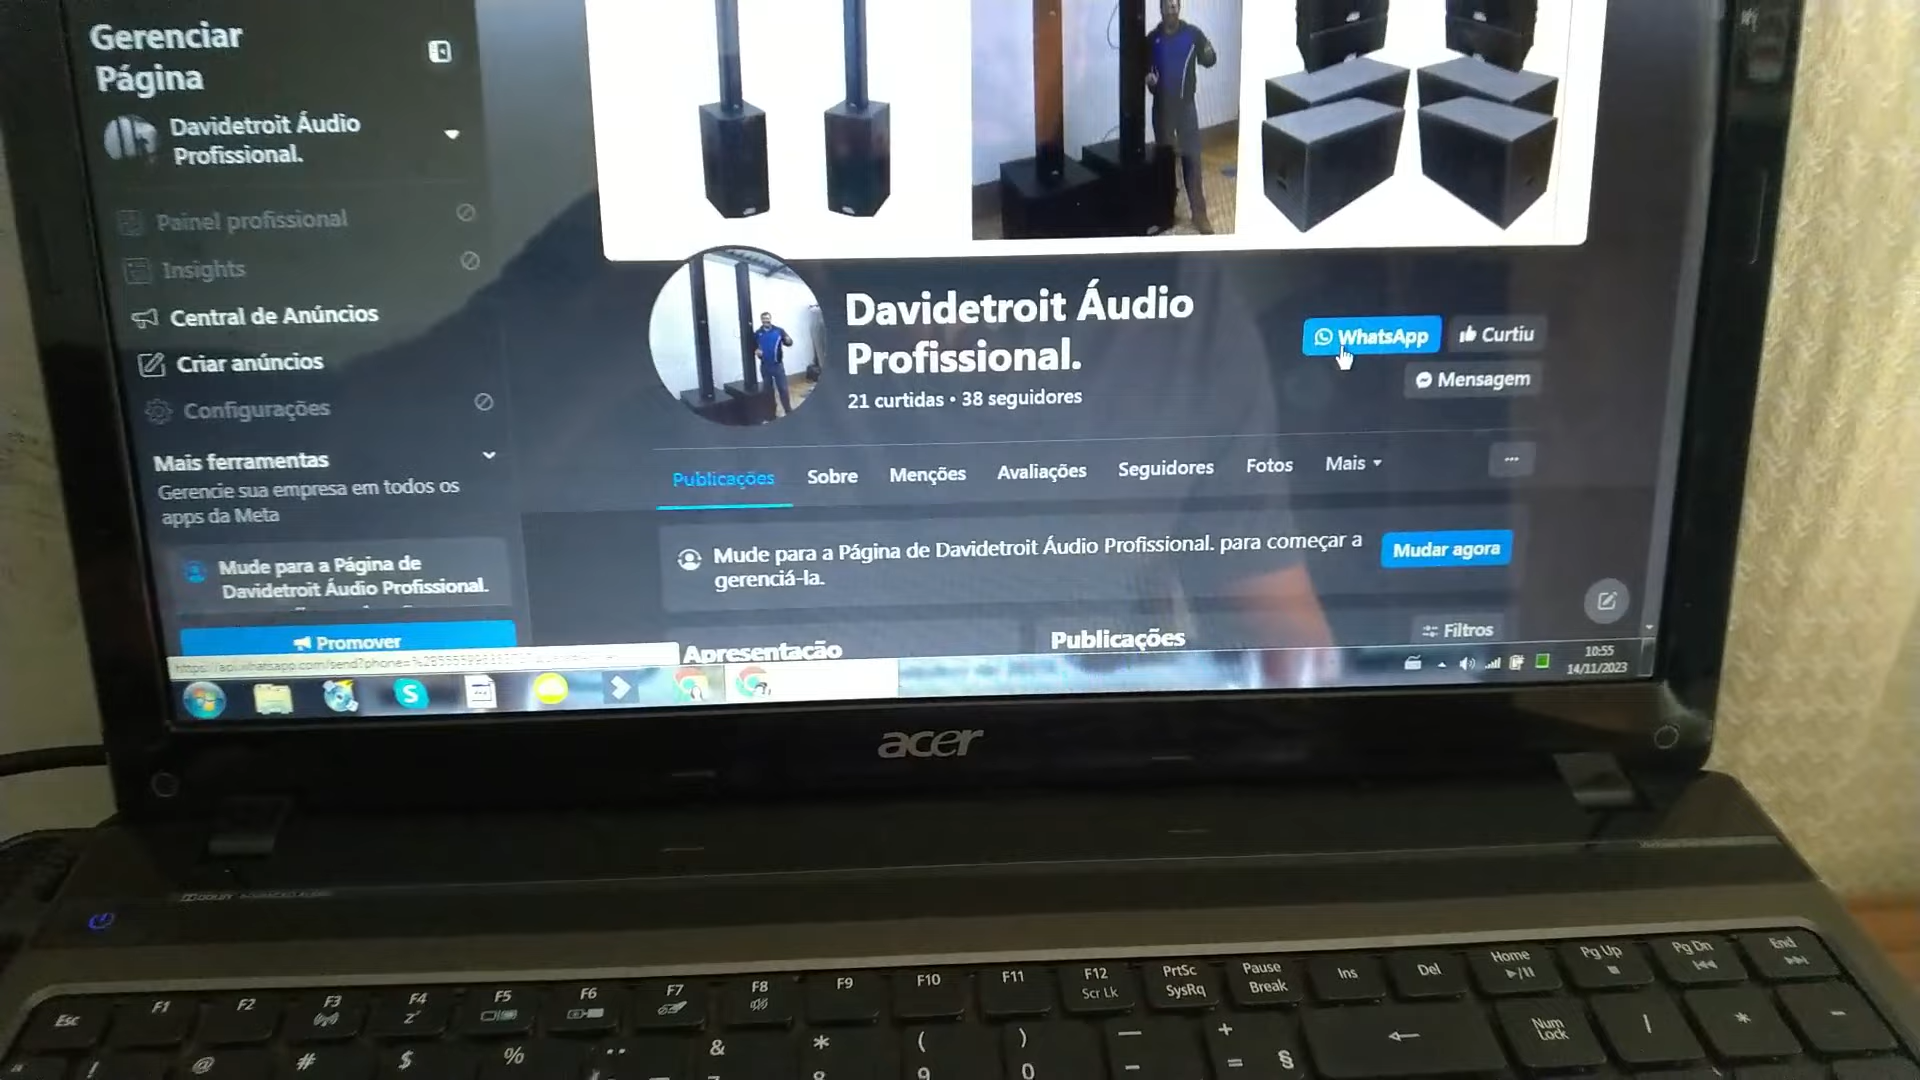 Gerenciar
Página
Davidetroit Áudio
Profissional.
Painel profissional
Insights
Central de Anúncios
Criar anúncios
Configurações
Mais ferramentas
Gerencie sua empresa em todos os
apps da Meta
Mude para a Página de
Davidetroit Áudio Profissional.
Promover
Davidetroit Áudio
Profissional.
21 curtidas • 38 seguidores
WhatsApp
Curtiu
Mensagem
Publicações Sobre Menções Avaliações Seguidores Fotos Mais
Mude para a Página de Davidetroit Áudio Profissional. para começar a
gerenciá-la.
Mudar agora
Apresentação
Publicações
Filtros
10:55
14/11/2023
acer
Esc F1 F2 F3 F4 F5 F6 F7 F8 F9 F10 F11 F12 Scr Lk PrtSc SysRq Pause Break Ins Del Home Pg Up Pg Dn End
! @ # $ % & * ( ) + = § Num Lock / * -
9 0